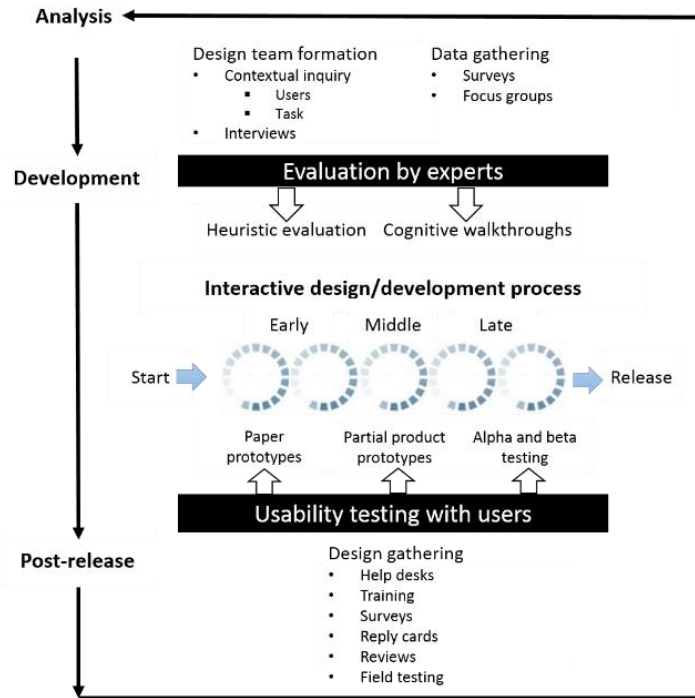 Analysis
Design team formation
• Contextual inquiry
▪ Users
▪ Task
• Interviews
Data gathering
• Surveys
• Focus groups
Development
Evaluation by experts
Heuristic evaluation
Cognitive walkthroughs
Interactive design/development process
Early
Middle
Late
Start
Release
Paper
prototypes
Partial product
prototypes
Alpha and beta
testing
Usability testing with users
Post-release
Design gathering
• Help desks
• Training
• Surveys
• Reply cards
• Reviews
• Field testing